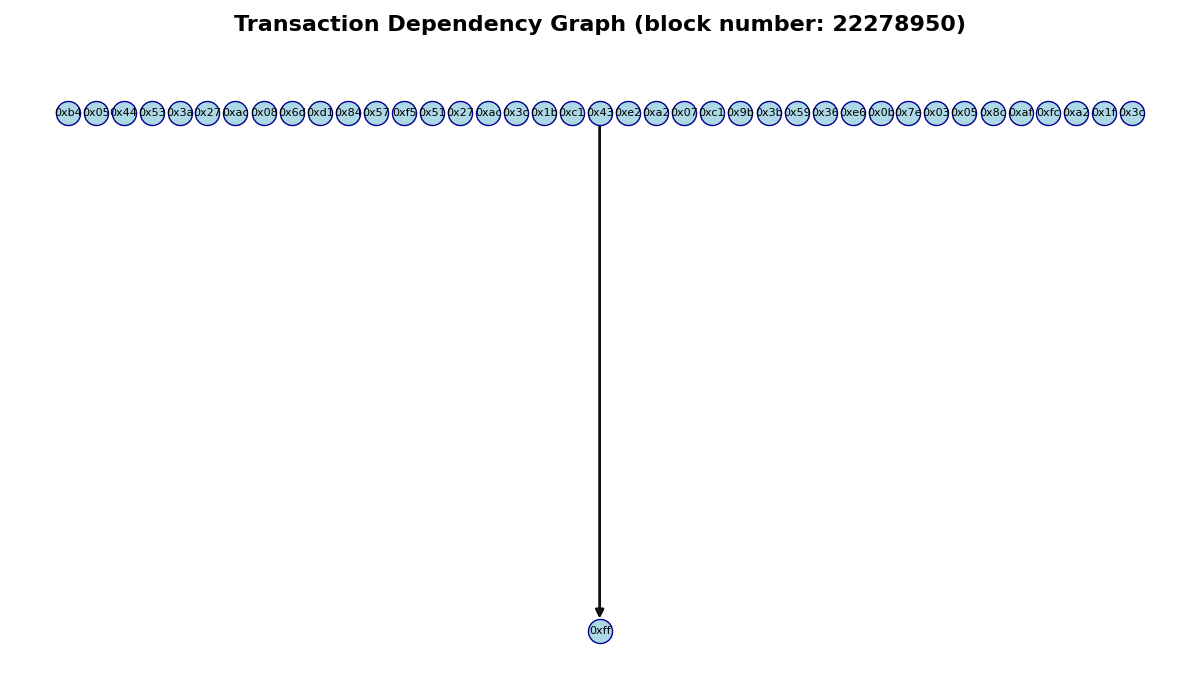 Transaction Dependency Graph (block number: 22278950)
0xb4 0x05 0x44 0x53 0x3a 0x27 0xac 0x08 0x6d 0xd1 0x84 0x57 0xf5 0x51 0x27 0xac 0x3c 0x1b 0xc1 0x43 0xe2 0xa2 0x07 0xc1 0x9b 0x3b 0x59 0x36 0xe6 0x0b 0x7e 0x03 0x05 0x8c 0xaf 0xfc 0xa2 0x1f 0x3c
0xff